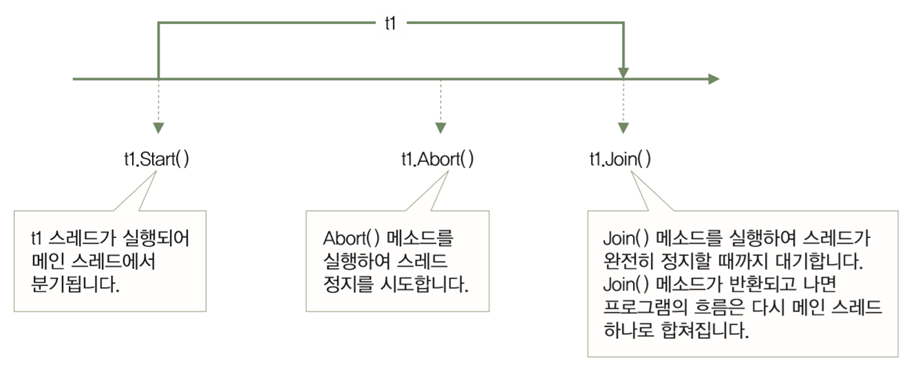 t1
t1.Start( )
t1.Abort( )
t1.Join( )
t1 스레드가 실행되어
메인 스레드에서
분기됩니다.
Abort( ) 메소드를
실행하여 스레드
정지를 시도합니다.
Join( ) 메소드를 실행하여 스레드가
완전히 정지할 때까지 대기합니다.
Join( ) 메소드가 반환되고 나면
프로그램의 흐름은 다시 메인 스레드
하나로 합쳐집니다.